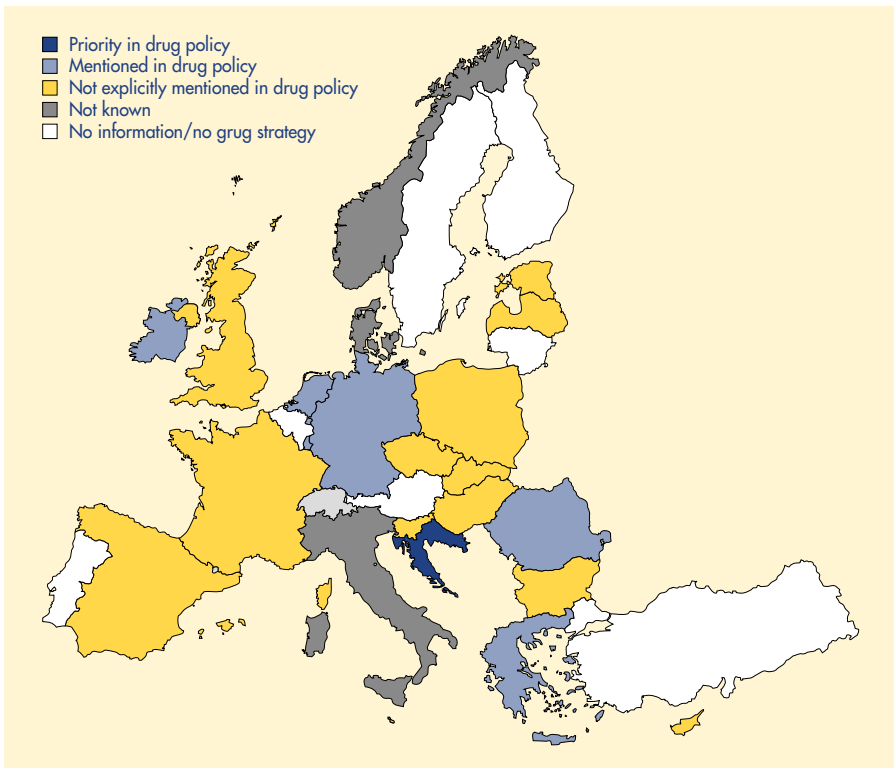 Priority in drug policy
Mentioned in drug policy
Not explicitly mentioned in drug policy
Not known
No information/no grug strategy